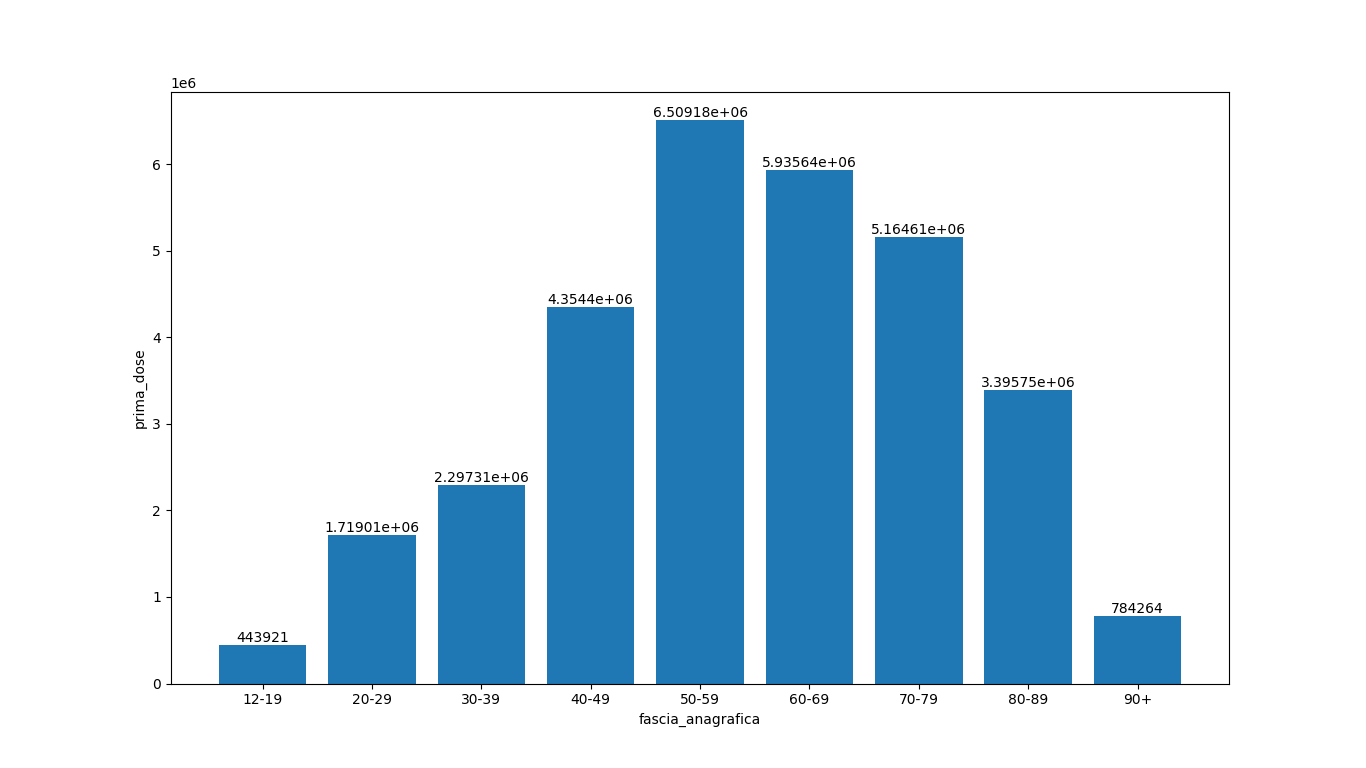 1e6
6.50918e+06
6
5.93564e+06
5
5.16461e+06
4.3544e+06
4
prima_dose
3.39575e+06
3
2.29731e+06
2
1.71901e+06
1
784264
443921
0
12-19 20-29 30-39 40-49 50-59 60-69 70-79 80-89 90+
fascia_anagrafica